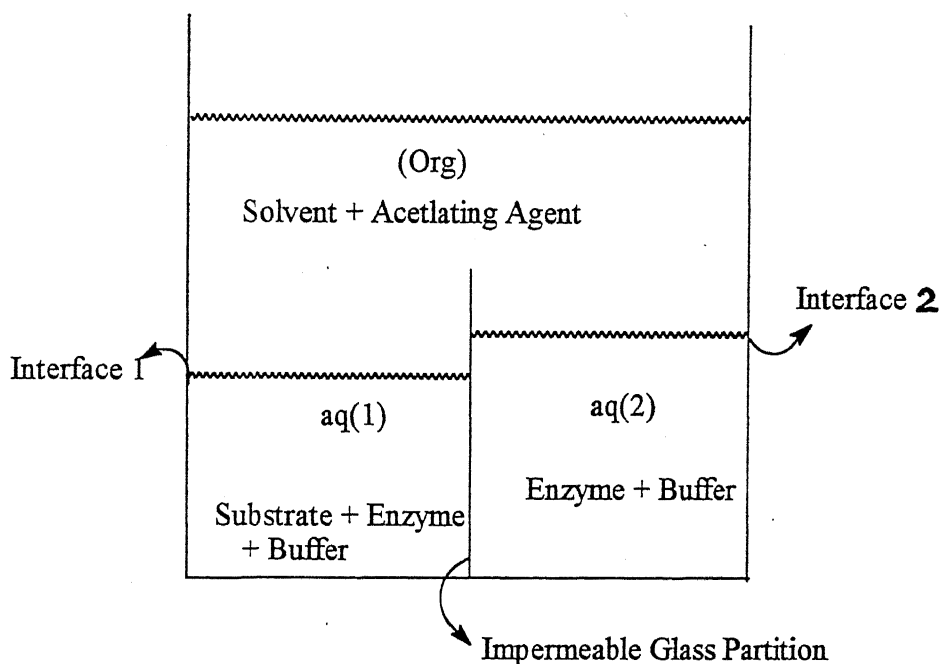 (Org)
Solvent + Acetlating Agent
Interface 2
Interface 1
aq(1)
aq(2)
Enzyme + Buffer
Substrate + Enzyme
+ Buffer
Impermeable Glass Partition